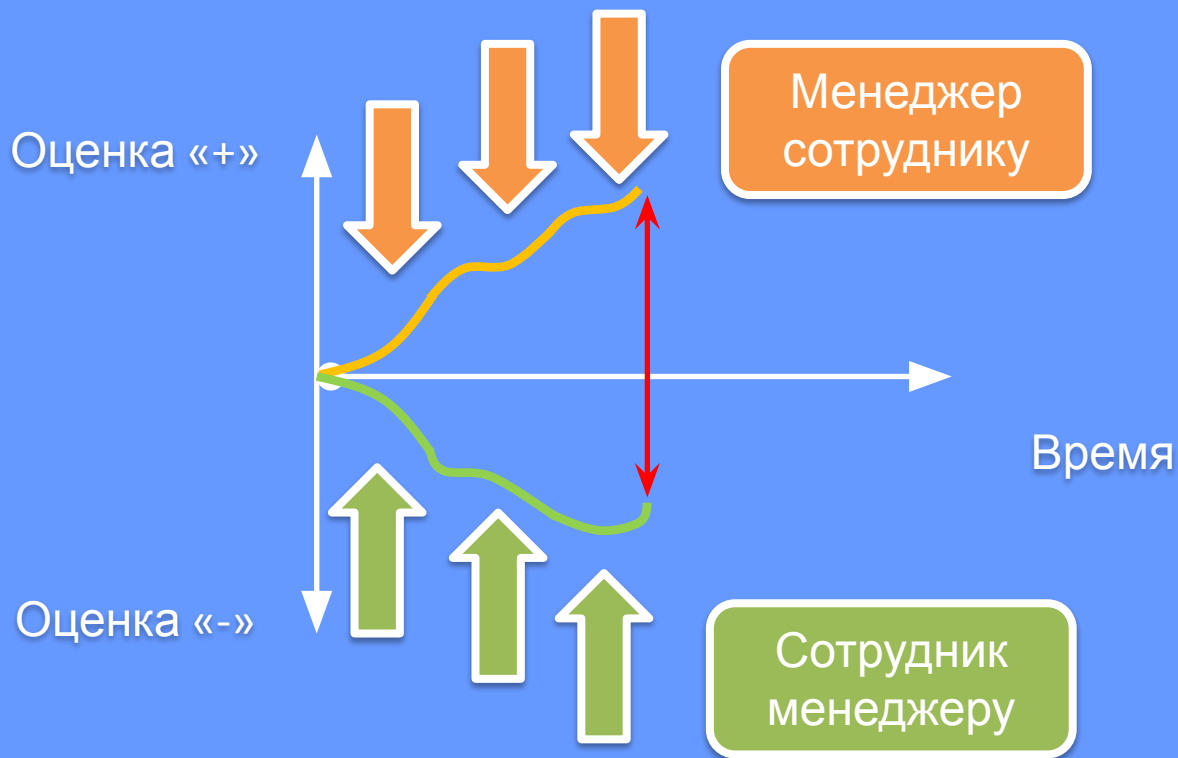 Менеджер
сотруднику
Оценка «+»
Время
Оценка «-»
Сотрудник
менеджеру